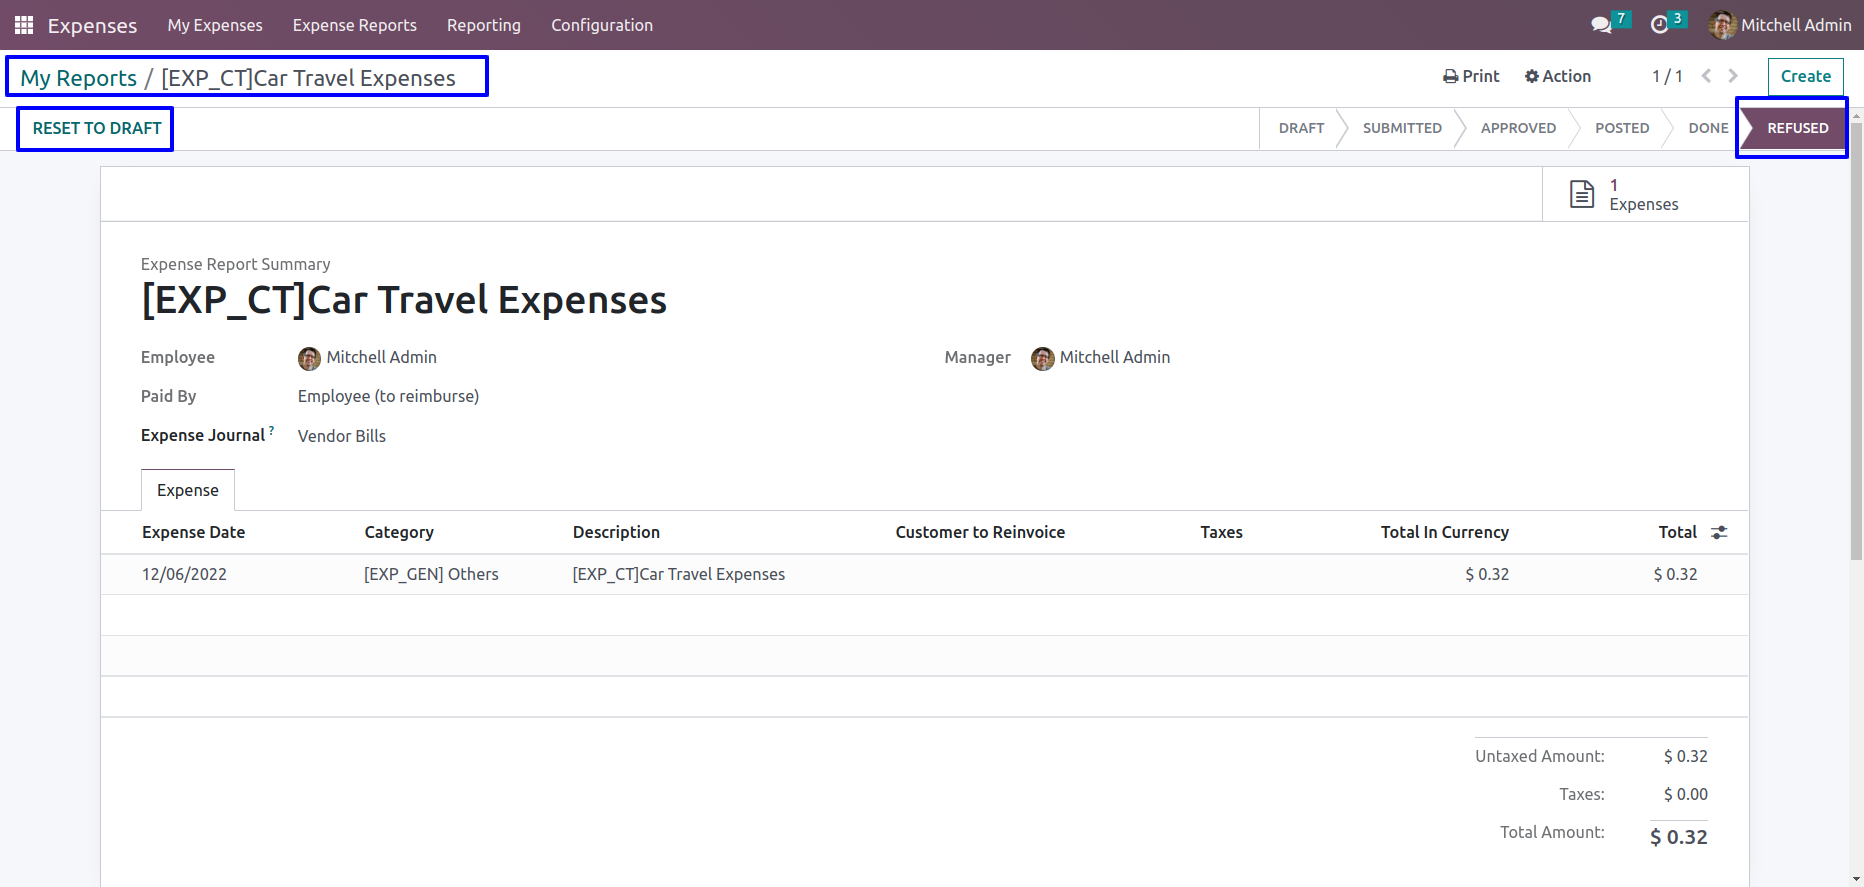 Expenses My Expenses Expense Reports Reporting Configuration 7 3 Mitchell Admin
My Reports / [EXP_CT]Car Travel Expenses Print Action 1 / 1 Create
RESET TO DRAFT DRAFT SUBMITTED APPROVED POSTED DONE REFUSED
1
Expenses
Expense Report Summary
[EXP_CT]Car Travel Expenses
Employee Mitchell Admin Manager Mitchell Admin
Paid By Employee (to reimburse)
Expense Journal ? Vendor Bills
Expense
Expense Date Category Description Customer to Reinvoice Taxes Total In Currency Total
12/06/2022 [EXP_GEN] Others [EXP_CT]Car Travel Expenses $ 0.32 $ 0.32
Untaxed Amount: $ 0.32
Taxes: $ 0.00
Total Amount: $ 0.32